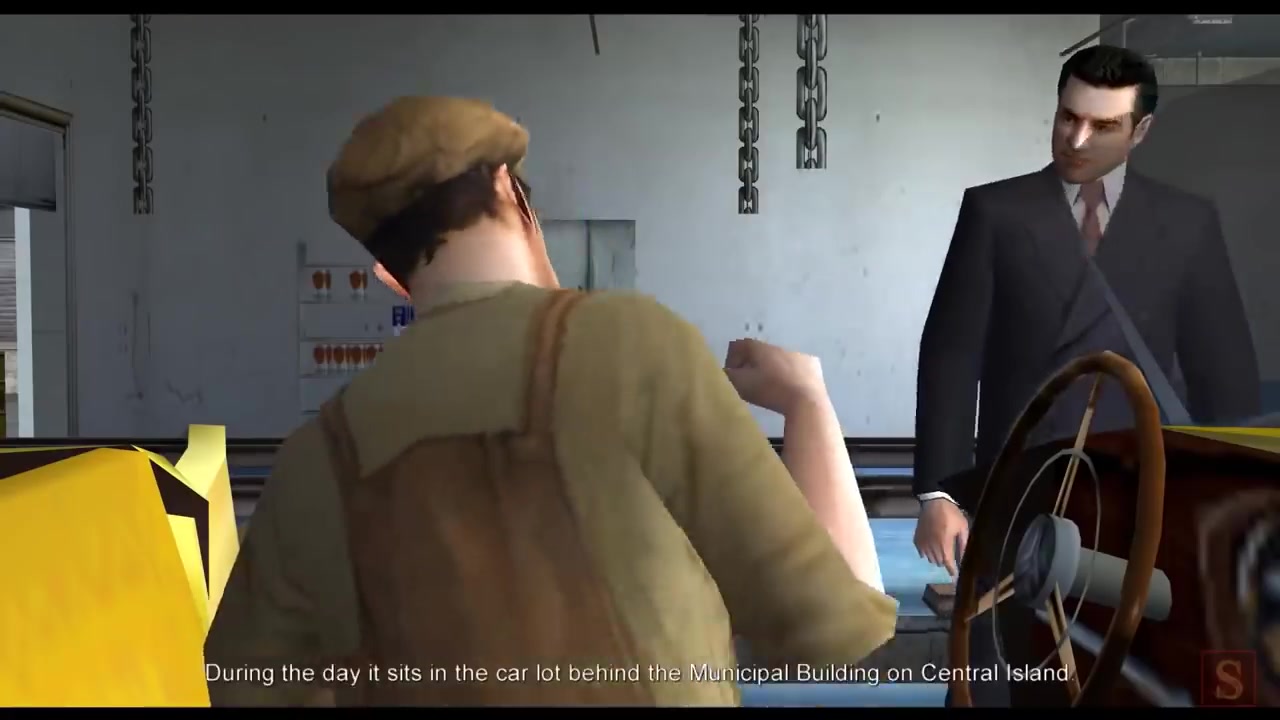 During the day it sits in the car lot behind the Municipal Building on Central Island.
S